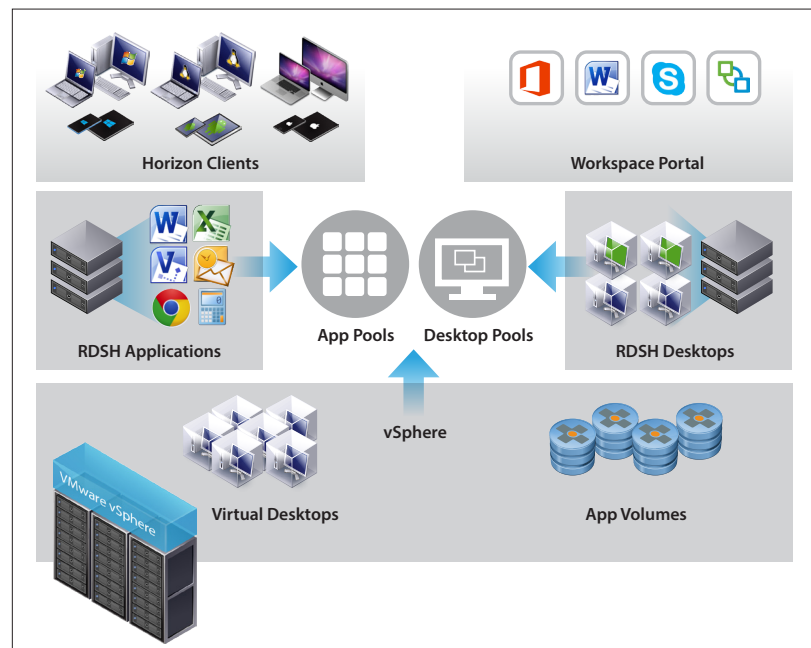 Horizon Clients
Workspace Portal
RDSH Applications
App Pools
Desktop Pools
RDSH Desktops
vSphere
VMware vSphere
Virtual Desktops
App Volumes